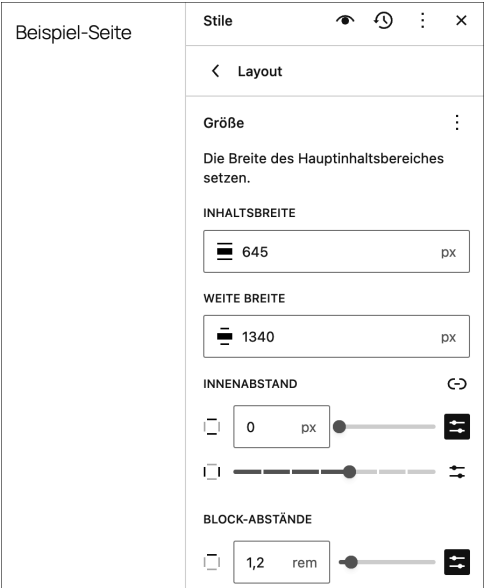 Beispiel-Seite
Stile
Layout
Größe
Die Breite des Hauptinhaltsbereiches
setzen.
INHALTSBREITE
645 px
WEITE BREITE
1340 px
INNENABSTAND
0 px
BLOCK-ABSTÄNDE
1,2 rem